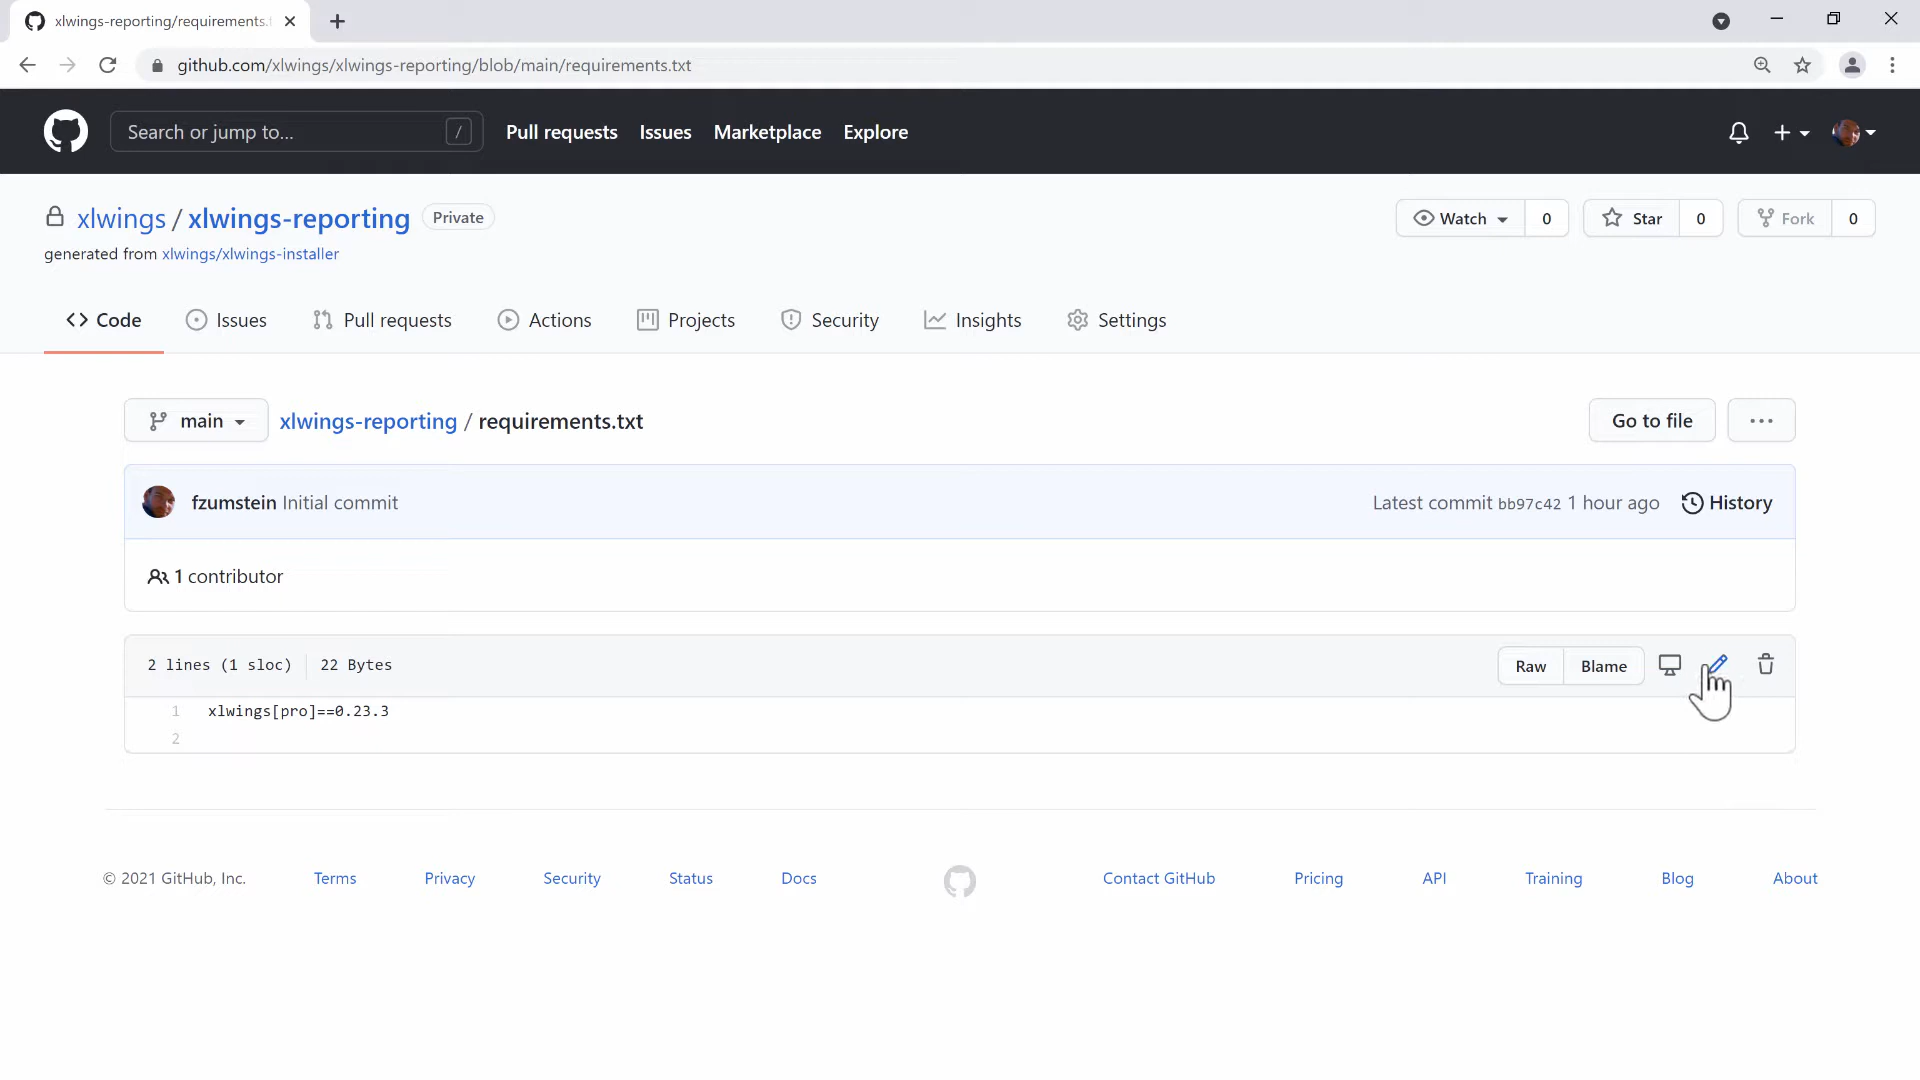 xlwings-reporting/requirements.
github.com/xlwings/xlwings-reporting/blob/main/requirements.txt
Search or jump to... /
Pull requests Issues Marketplace Explore
xlwings / xlwings-reporting Private
Watch 0 Star 0 Fork 0
generated from xlwings/xlwings-installer
Code Issues Pull requests Actions Projects Security Insights Settings
main xlwings-reporting / requirements.txt Go to file
fzumstein Initial commit Latest commit bb97c42 1 hour ago History
1 contributor
2 lines (1 sloc) 22 Bytes Raw Blame
1 xlwings[pro]==0.23.3
2
© 2021 GitHub, Inc. Terms Privacy Security Status Docs Contact GitHub Pricing API Training Blog About